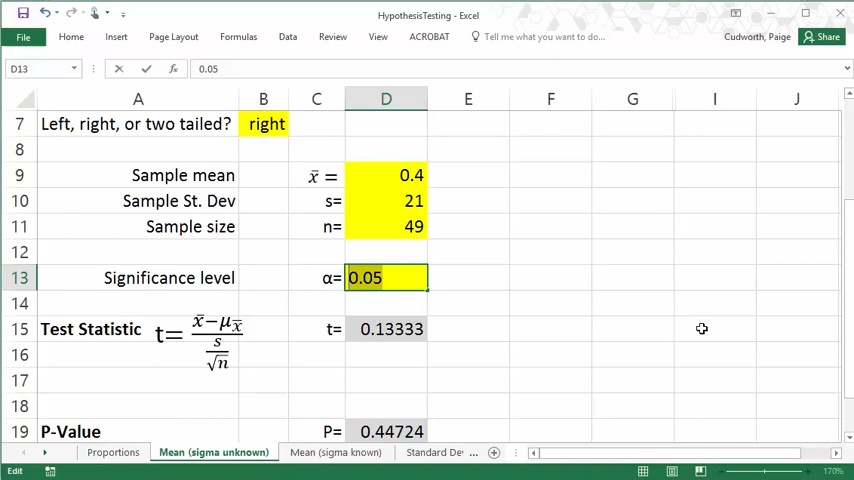 HypothesisTesting - Excel
File Home Insert Page Layout Formulas Data Review View ACROBAT Tell me what you want to do... Cudworth, Paige Share
D13 fx 0.05
A B C D E F G H I J
7 Left, right, or two tailed? right
8
9 Sample mean x̄ = 0.4
10 Sample St. Dev s= 21
11 Sample size n= 49
12
13 Significance level α= 0.05
14
15 Test Statistic t= x̄−μx̄ / s/√n t= 0.13333
16
17
18
19 P-Value P= 0.44724
Proportions Mean (sigma unknown) Mean (sigma known) Standard De ...
Edit 170%